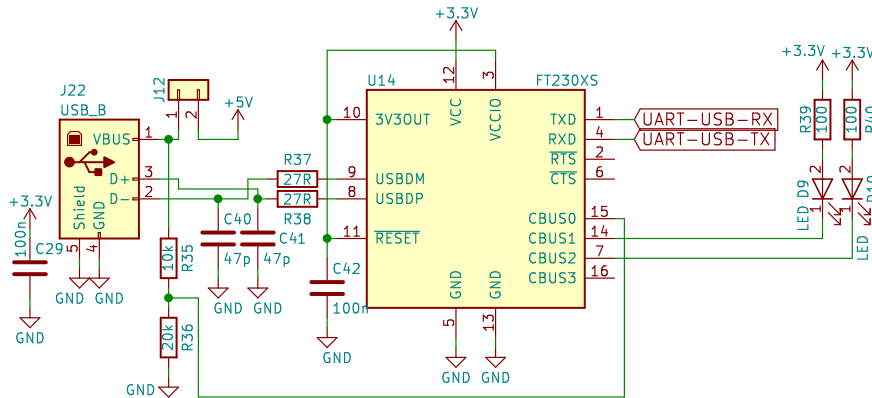 +3.3V
+3.3V
+3.3V
J22
USB_B
J12
1
2
+5V
U14
FT230XS
12
VCC
3
VCCIO
VBUS
1
D+
3
D-
2
Shield
GND
5
4
GND
GND
+3.3V
100n
C29
GND
R37
27R
27R
R38
C40
47p
C41
47p
GND
GND
10k
R35
20k
R36
GND
10
3V3OUT
9
USBDM
8
USBDP
11
RESET
C42
100n
GND
GND
5
GND
13
GND
GND
TXD
1
UART-USB-RX
RXD
4
UART-USB-TX
RTS
2
CTS
6
CBUS0
15
CBUS1
14
CBUS2
7
CBUS3
16
R39
100
100
R40
2
1
LED D9
2
1
D10
LED